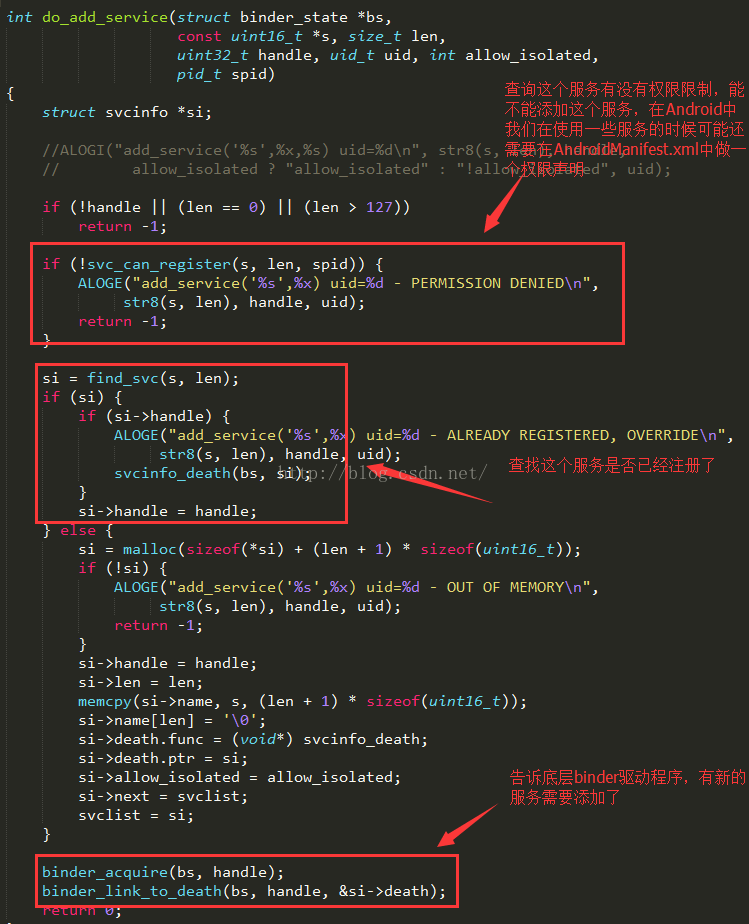 int do_add_service(struct binder_state *bs,
const uint16_t *s, size_t len,
uint32_t handle, uid_t uid, int allow_isolated,
pid_t spid)
{
struct svcinfo *si;
查询这个服务有没有权限限制，能
不能添加这个服务，在Android中
我们在使用一些服务的时候可能还
需要在AndroidManifest.xml中做一
个权限声明
//ALOGI("add_service('%s',%x,%s) uid=%d\n", str8(s,
// allow_isolated ? "allow_isolated" : "!allow_isolated", uid);
if (!handle || (len == 0) || (len > 127))
return -1;
if (!svc_can_register(s, len, spid)) {
ALOGE("add_service('%s',%x) uid=%d - PERMISSION DENIED\n",
str8(s, len), handle, uid);
return -1;
}
si = find_svc(s, len);
if (si) {
if (si->handle) {
ALOGE("add_service('%s',%x) uid=%d - ALREADY REGISTERED, OVERRIDE\n",
str8(s, len), handle, uid);
svcinfo_death(bs, si);
http://blog.csdn.net/
查找这个服务是否已经注册了
}
si->handle = handle;
} else {
si = malloc(sizeof(*si) + (len + 1) * sizeof(uint16_t));
if (!si) {
ALOGE("add_service('%s',%x) uid=%d - OUT OF MEMORY\n",
str8(s, len), handle, uid);
return -1;
}
si->handle = handle;
si->len = len;
memcpy(si->name, s, (len + 1) * sizeof(uint16_t));
si->name[len] = '\0';
si->death.func = (void*) svcinfo_death;
si->death.ptr = si;
si->allow_isolated = allow_isolated;
si->next = svclist;
svclist = si;
}
告诉底层binder驱动程序，有新的
服务需要添加了
binder_acquire(bs, handle);
binder_link_to_death(bs, handle, &si->death);
return 0;